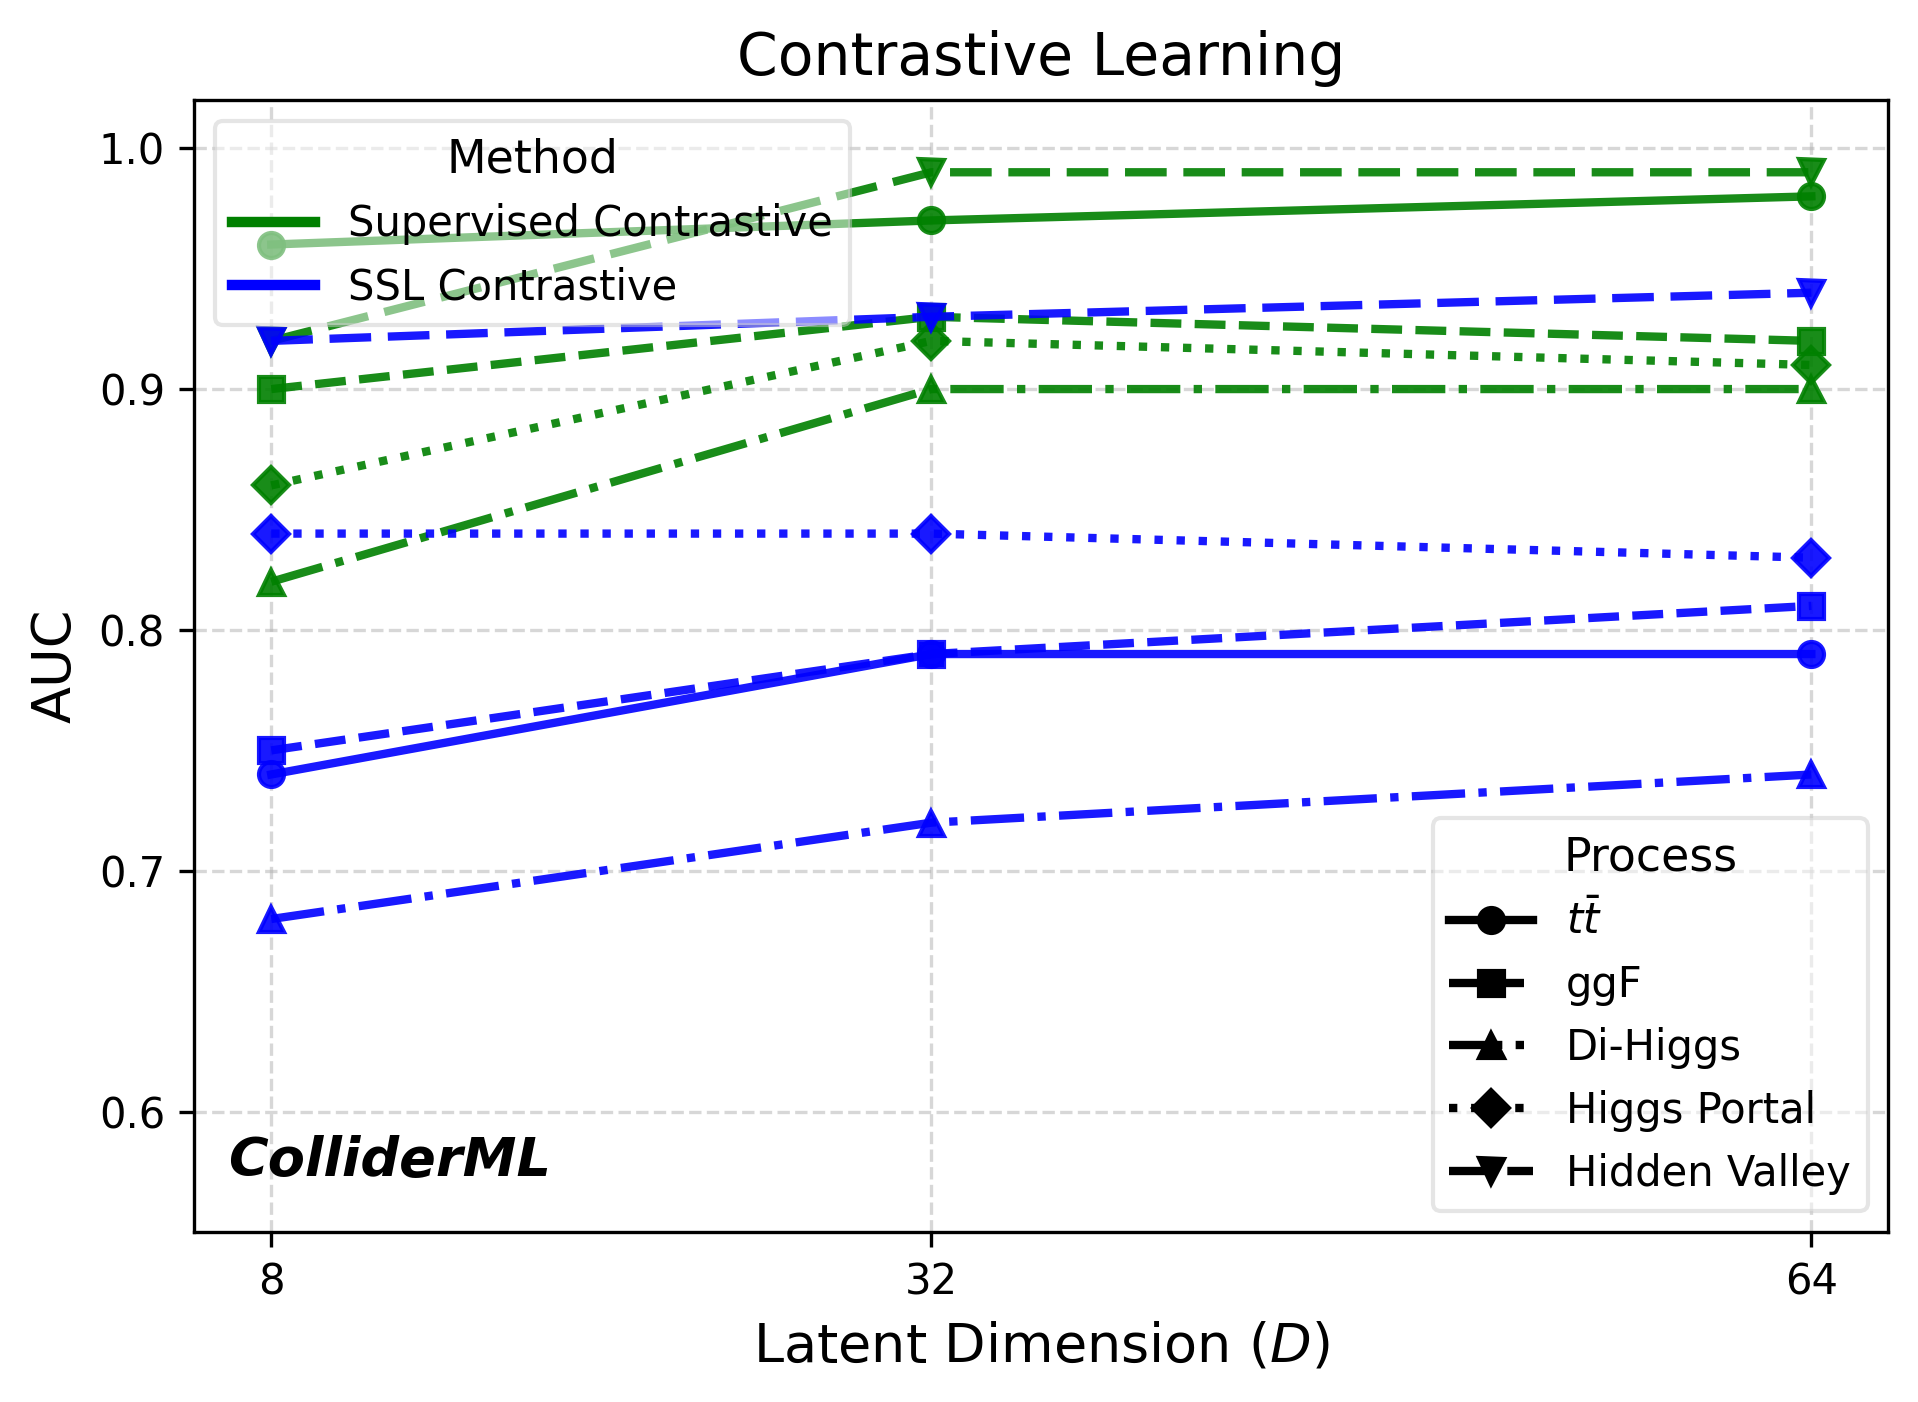 Contrastive Learning
Method
Supervised Contrastive
SSL Contrastive
1.0
0.9
0.8
0.7
0.6
AUC
Process
tt̄
ggF
Di-Higgs
Higgs Portal
Hidden Valley
ColliderML
8 32 64
Latent Dimension (D)